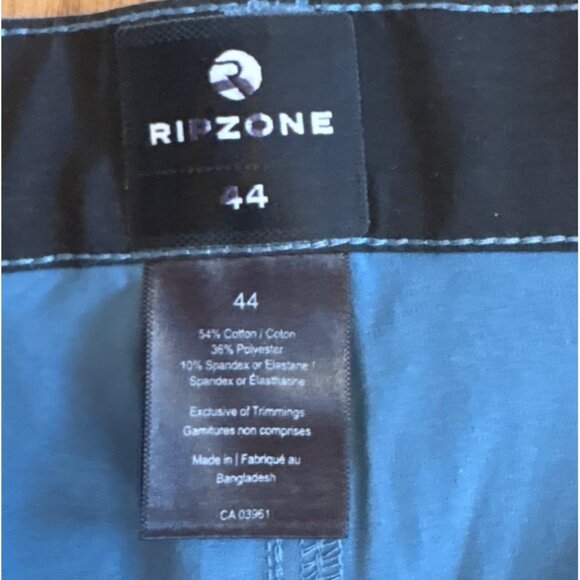 RIPZONE
44
44
54% Cotton / Coton
36% Polyester
10% Spandex or Elastane /
Spandex or Élasthanne
Exclusive of Trimmings
Garnitures non comprises
Made in | Fabriqué au
Bangladesh
CA 03961